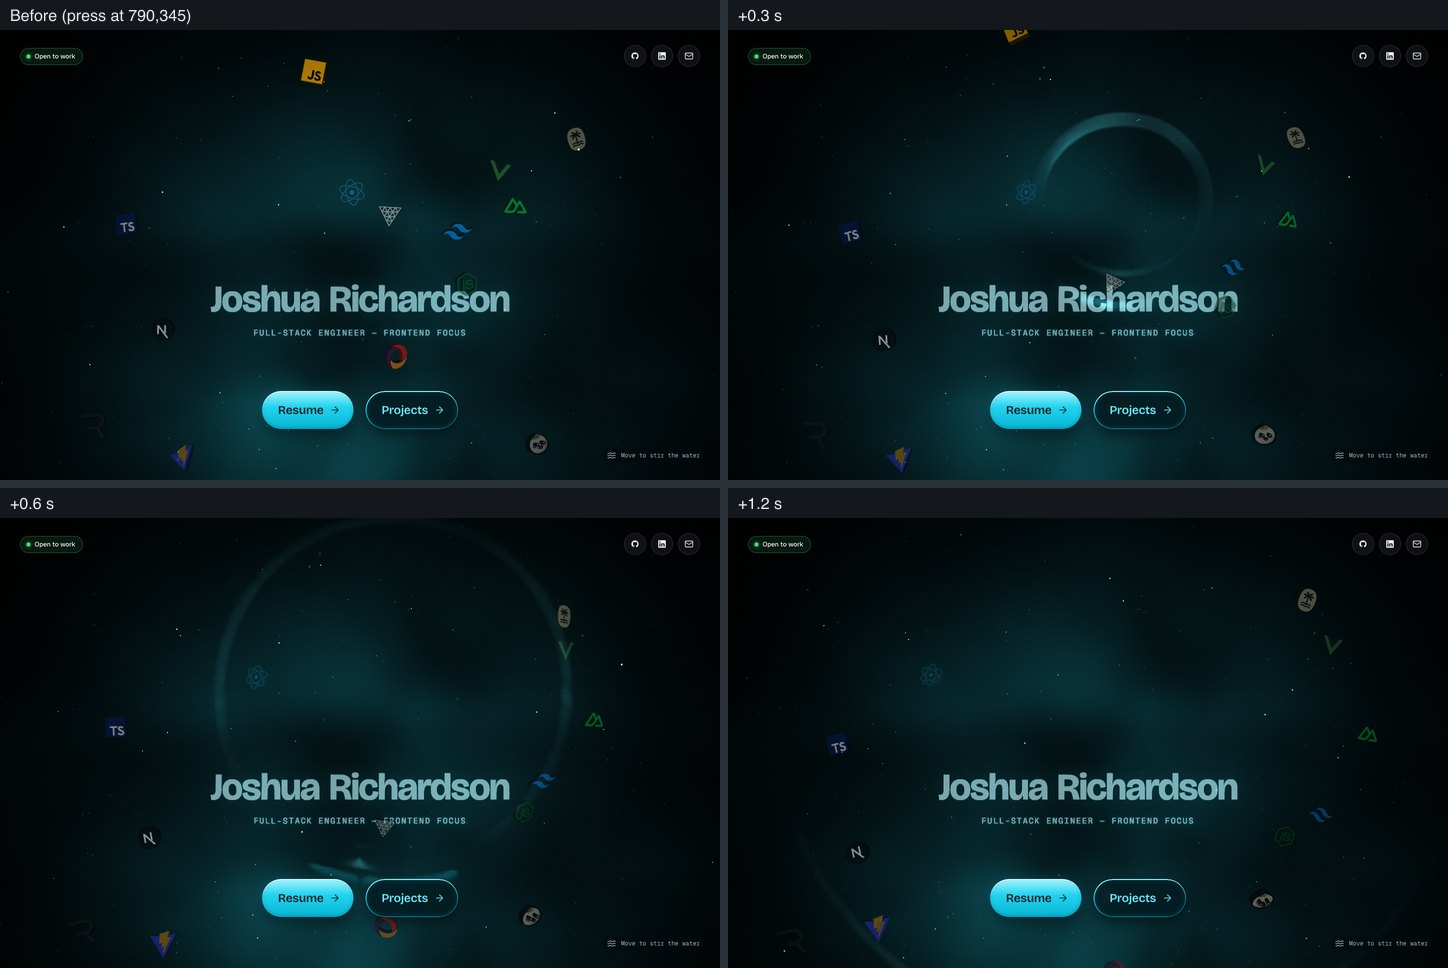 Before (press at 790,345)
Open to work
JS
TS
JS
Joshua Richardson
FULL-STACK ENGINEER — FRONTEND FOCUS
N
Resume →
Projects →
Move to stir the water
+0.3 s
JS
Open to work
TS
Joshua Richardson
FULL-STACK ENGINEER — FRONTEND FOCUS
N
Resume →
Projects →
Move to stir the water
+0.6 s
Open to work
TS
Joshua Richardson
JS
FULL-STACK ENGINEER — FRONTEND FOCUS
N
Resume →
Projects →
Move to stir the water
+1.2 s
Open to work
TS
Joshua Richardson
FULL-STACK ENGINEER — FRONTEND FOCUS
JS
N
Resume →
Projects →
Move to stir the water